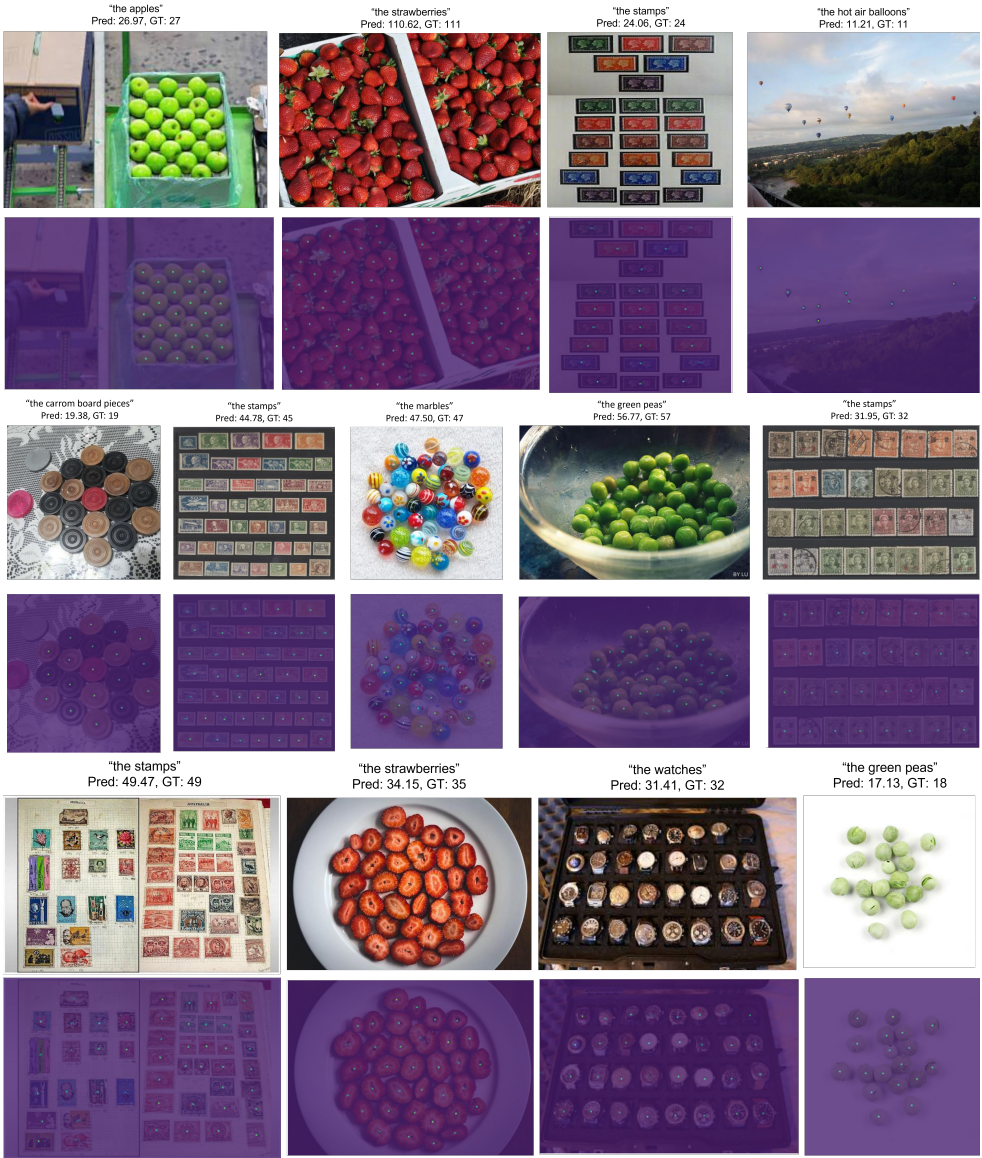 “the apples”
Pred: 26.97, GT: 27
“the strawberries”
Pred: 110.62, GT: 111
“the stamps”
Pred: 24.06, GT: 24
“the hot air balloons”
Pred: 11.21, GT: 11
“the carrom board pieces”
Pred: 19.38, GT: 19
“the stamps”
Pred: 44.78, GT: 45
“the marbles”
Pred: 47.50, GT: 47
“the green peas”
Pred: 56.77, GT: 57
BY LU
“the stamps”
Pred: 31.95, GT: 32
“the stamps”
Pred: 49.47, GT: 49
AUSTRALIA
“the strawberries”
Pred: 34.15, GT: 35
“the watches”
Pred: 31.41, GT: 32
“the green peas”
Pred: 17.13, GT: 18